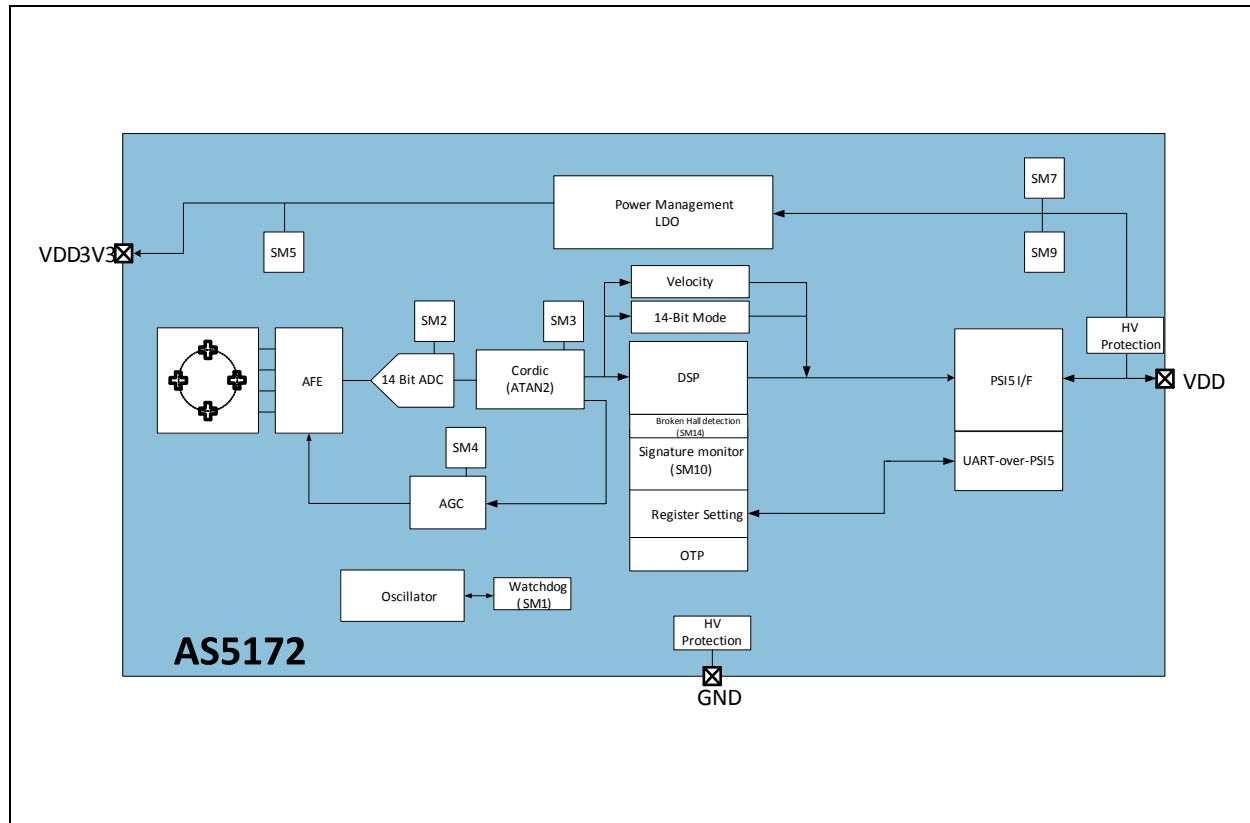 SM7
Power Management
LDO
VDD3V3
SM5
SM9
Velocity
SM2
SM3
14-Bit Mode
HV
Protection
AFE
14 Bit ADC
Cordic
(ATAN2)
DSP
PSI5 I/F
VDD
Broken Hall detection
(SM14)
SM4
Signature monitor
(SM10)
UART-over-PSI5
AGC
Register Setting
OTP
Oscillator
Watchdog
(SM1)
HV
Protection
AS5172
GND